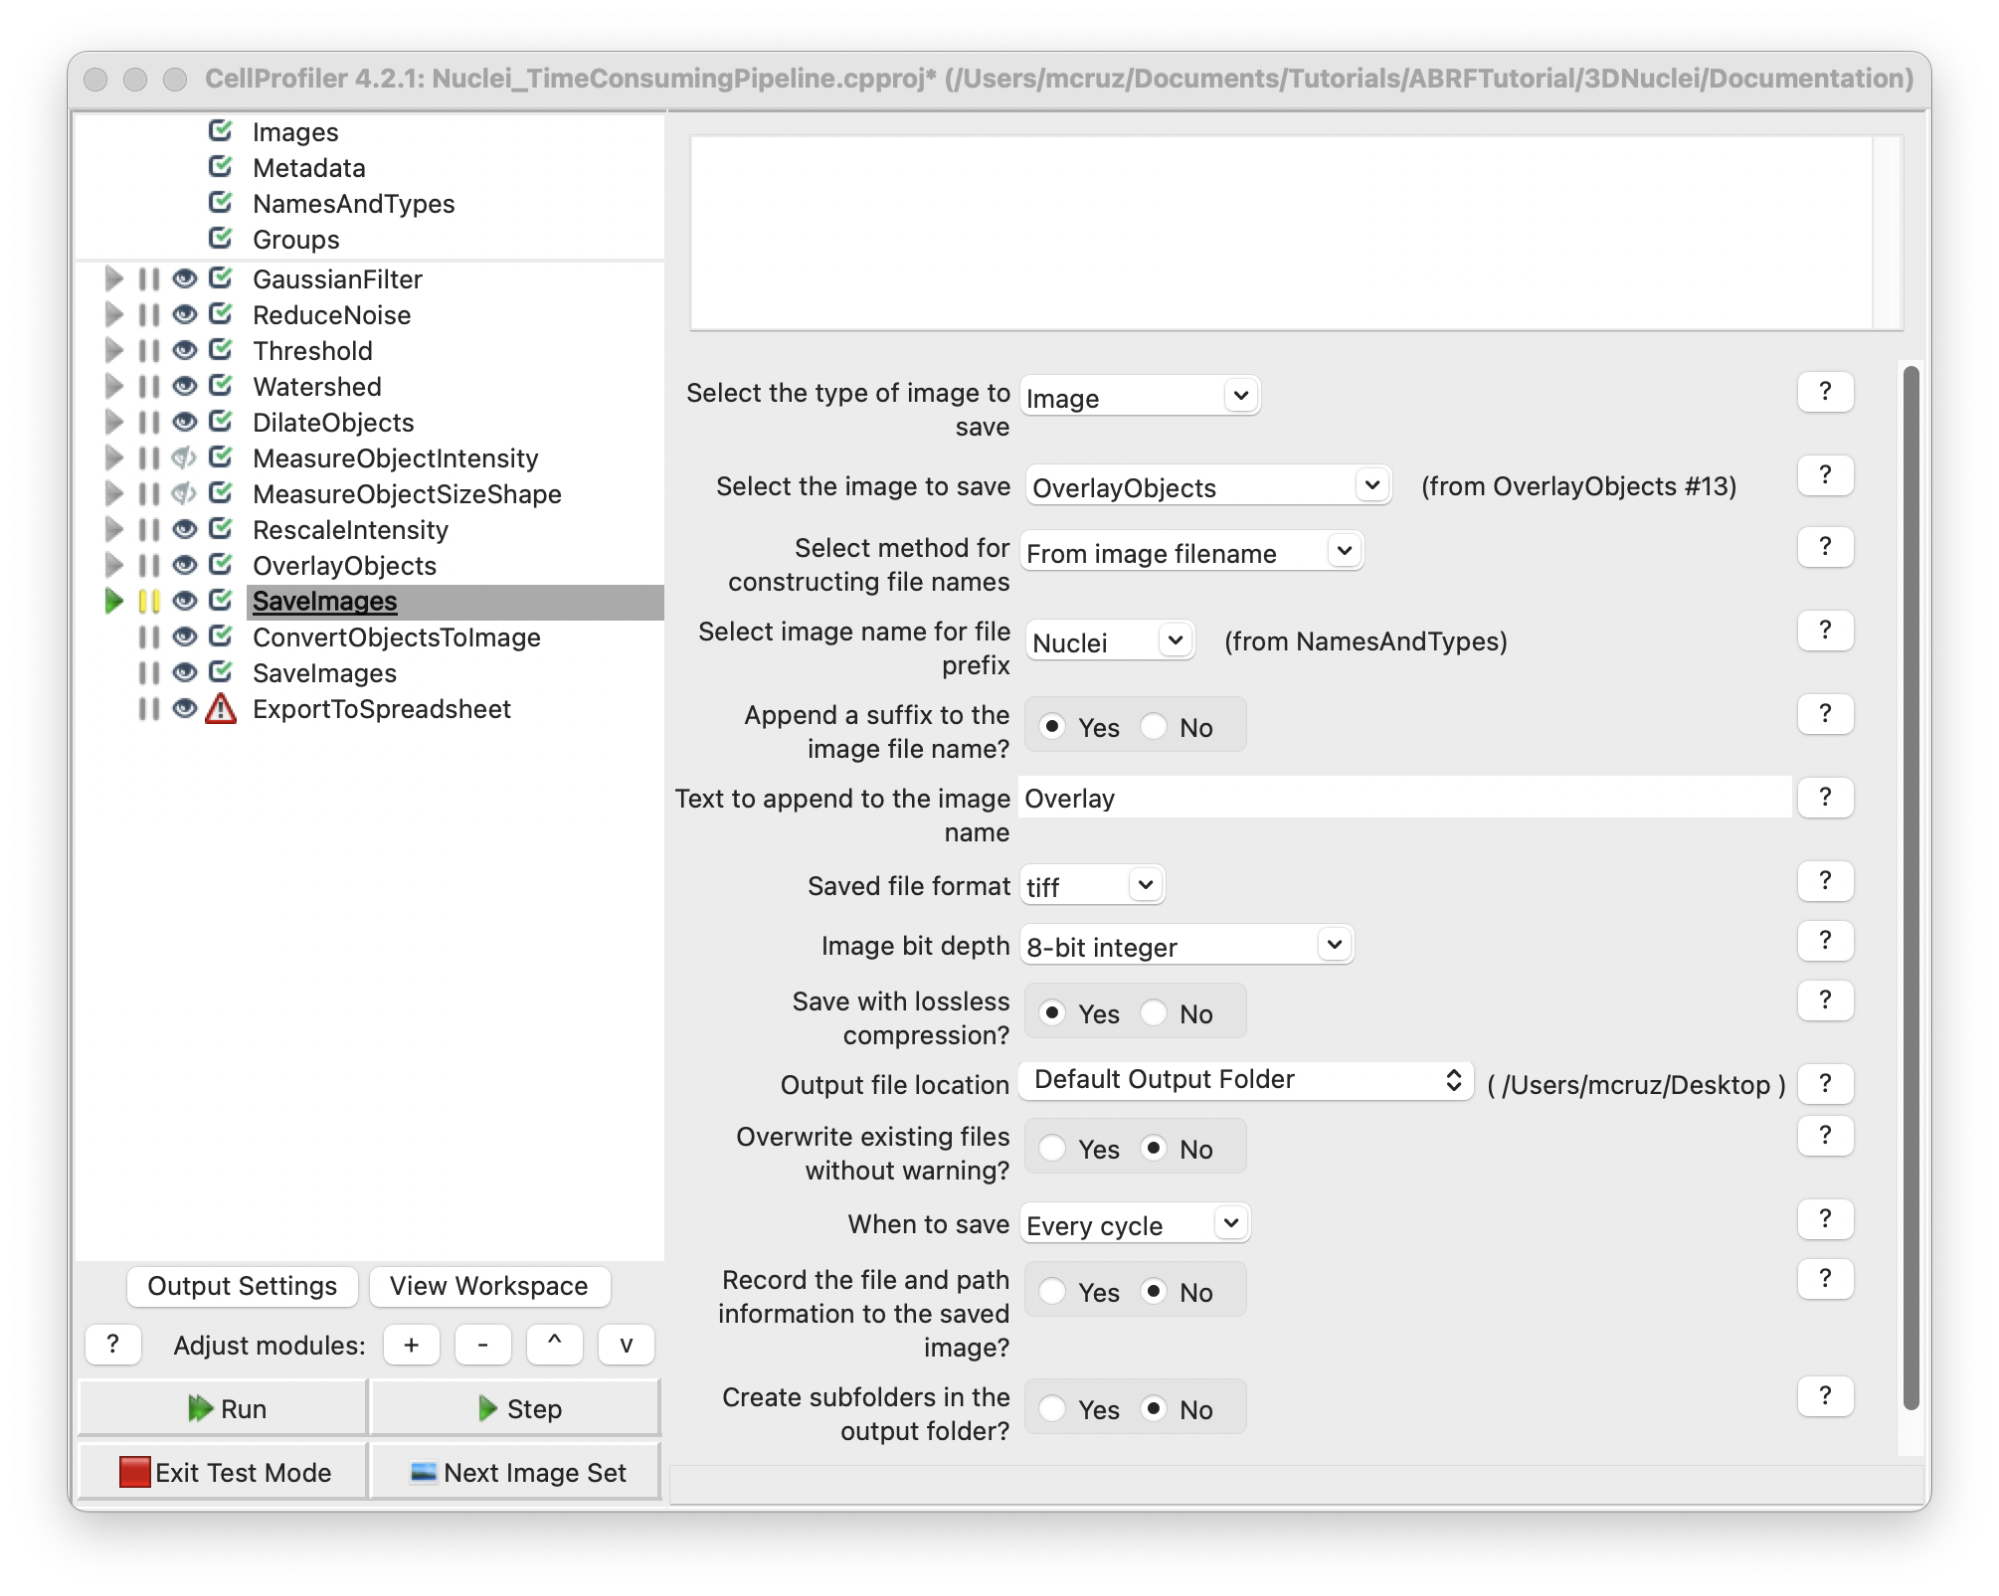 CellProfiler 4.2.1: Nuclei_TimeConsumingPipeline.cpproj* (/Users/mcruz/Documents/Tutorials/ABRFTutorial/3DNuclei/Documentation)
Images
Metadata
NamesAndTypes
Groups
GaussianFilter
ReduceNoise
Threshold
Watershed
DilateObjects
MeasureObjectIntensity
MeasureObjectSizeShape
RescaleIntensity
OverlayObjects
SaveImages
ConvertObjectsToImage
SaveImages
ExportToSpreadsheet
Output Settings View Workspace
? Adjust modules: + - ^ v
Run Step
Exit Test Mode Next Image Set
Select the type of image to
save
Image ?
Select the image to save OverlayObjects (from OverlayObjects #13) ?
Select method for
constructing file names
From image filename ?
Select image name for file
prefix
Nuclei (from NamesAndTypes) ?
Append a suffix to the
image file name?
Yes No ?
Text to append to the image
name
Overlay ?
Saved file format tiff ?
Image bit depth 8-bit integer ?
Save with lossless
compression?
Yes No ?
Output file location Default Output Folder ( /Users/mcruz/Desktop ) ?
Overwrite existing files
without warning?
Yes No ?
When to save Every cycle ?
Record the file and path
information to the saved
image?
Yes No ?
Create subfolders in the
output folder?
Yes No ?